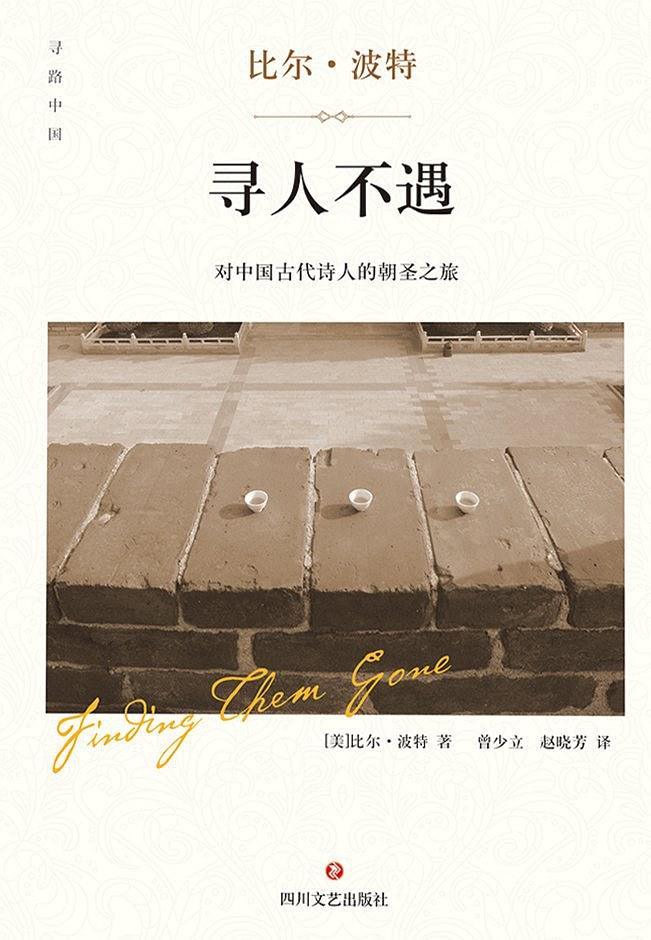 寻路中国
比尔·波特
寻人不遇
对中国古代诗人的朝圣之旅
Finding Them Gone
[美]比尔·波特 著 曾少立 赵晓芳 译
四川文艺出版社